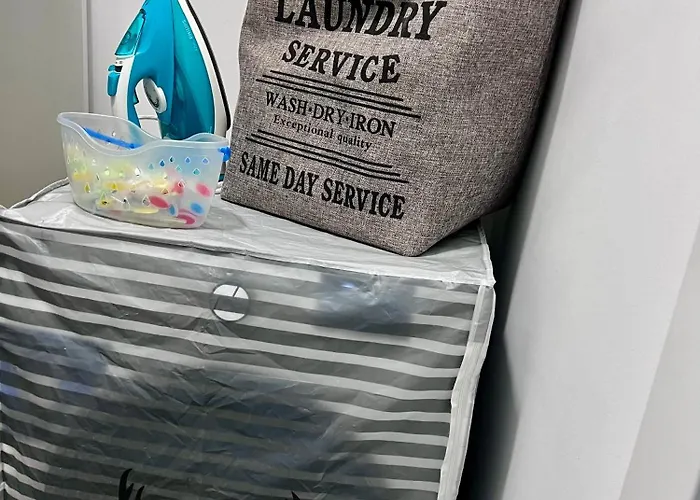 LAUNDRY
SERVICE
WASH·DRY·IRON
Exceptional quality
SAME DAY SERVICE